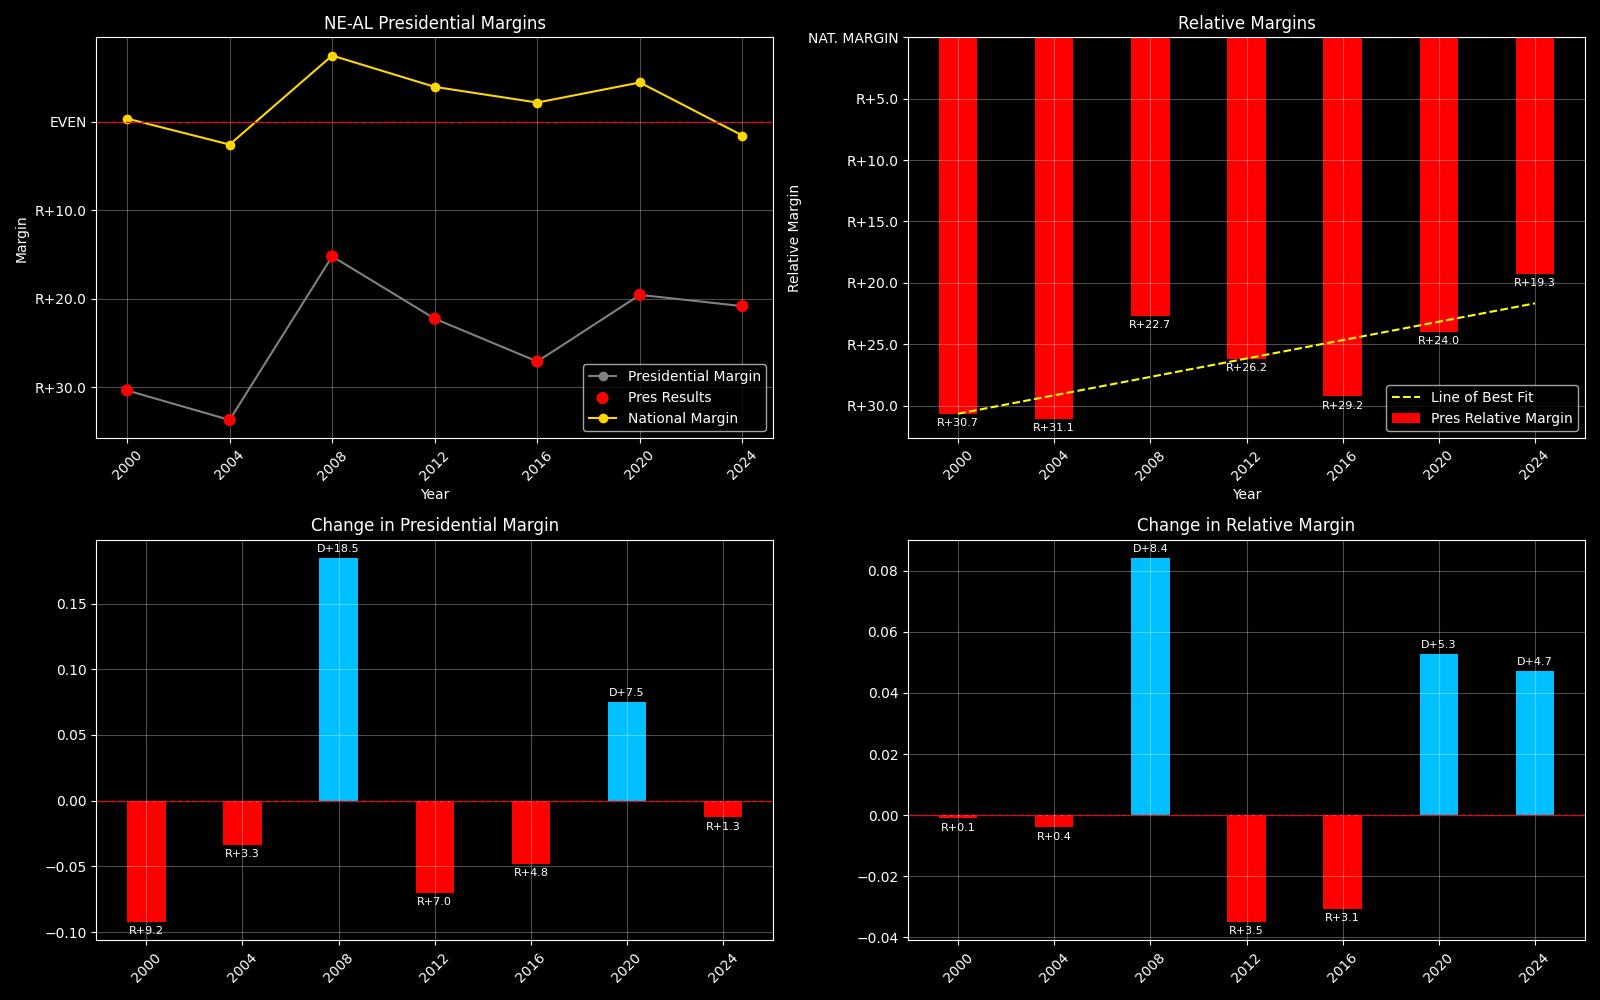 NE-AL Presidential Margins
EVEN
R+10.0
R+20.0
R+30.0
Margin
2000
2004
2008
2012
2016
2020
2024
Year
Presidential Margin
Pres Results
National Margin
Relative Margins
NAT. MARGIN
R+5.0
R+10.0
R+15.0
R+20.0
R+25.0
R+30.0
Relative Margin
R+30.7
R+31.1
R+22.7
R+26.2
R+29.2
R+24.0
R+19.3
2000
2004
2008
2012
2016
2020
2024
Year
Line of Best Fit
Pres Relative Margin
Change in Presidential Margin
0.15
0.10
0.05
0.00
−0.05
−0.10
R+9.2
R+3.3
D+18.5
R+7.0
R+4.8
D+7.5
R+1.3
2000
2004
2008
2012
2016
2020
2024
Change in Relative Margin
0.08
0.06
0.04
0.02
0.00
−0.02
−0.04
R+0.1
R+0.4
D+8.4
R+3.5
R+3.1
D+5.3
D+4.7
2000
2004
2008
2012
2016
2020
2024